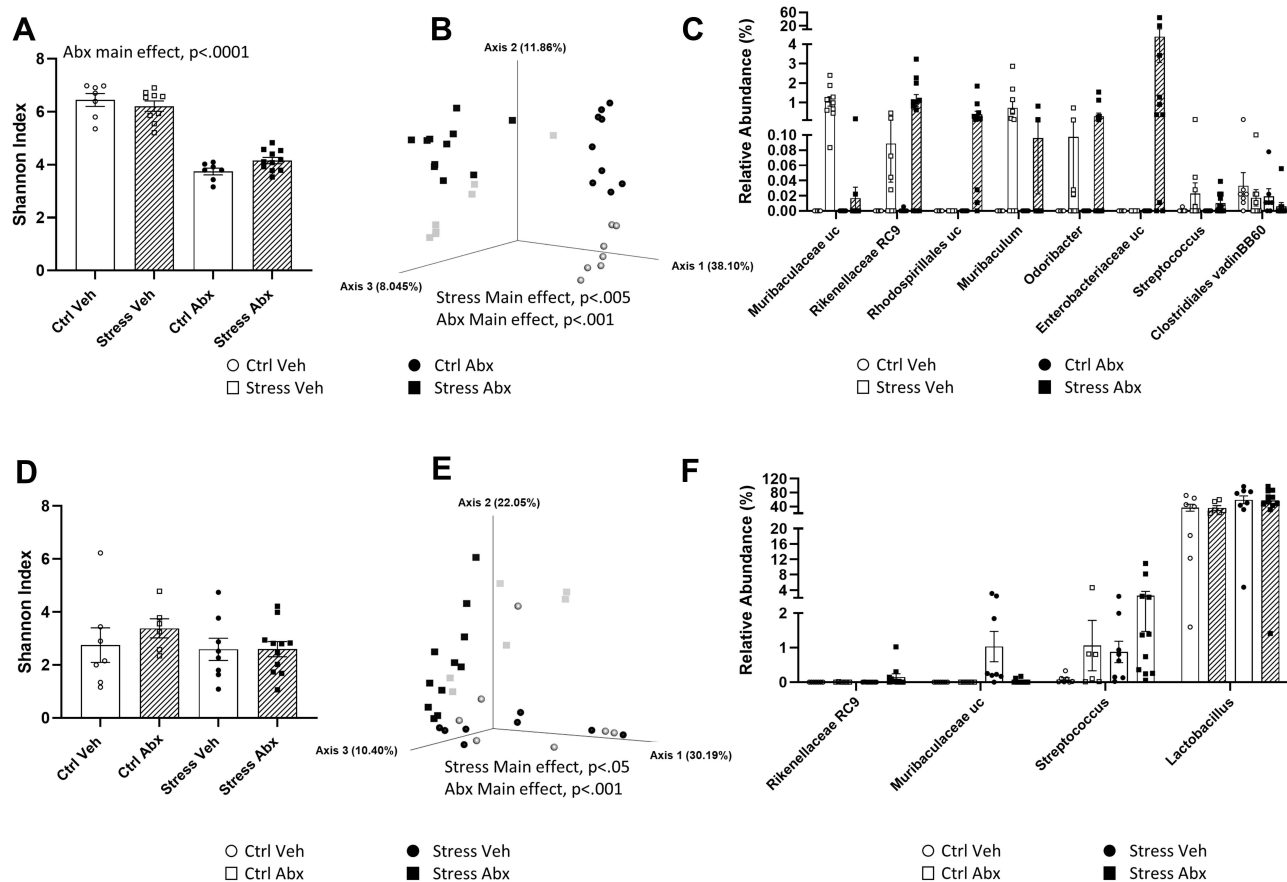 A
Abx main effect, p<.0001
Shannon Index
8
6
4
2
0
Ctrl Veh
Stress Veh
Ctrl Abx
Stress Abx
B
Axis 2 (11.86%)
Axis 1 (38.10%)
Axis 3 (8.045%)
Stress Main effect, p<.005
Abx Main effect, p<.001
○ Ctrl Veh
□ Stress Veh
● Ctrl Abx
■ Stress Abx
C
Relative Abundance (%)
60
20
4
3
2
1
0.10
0.08
0.06
0.04
0.02
0.00
Muribaculaceae uc
Rikenellaceae RC9
Rhodospirillales uc
Muribaculum
Odoribacter
Enterobacteriaceae uc
Streptococcus
Clostridiales vadinBB60
○ Ctrl Veh
□ Stress Veh
● Ctrl Abx
■ Stress Abx
D
Shannon Index
8
6
4
2
0
Ctrl Veh
Ctrl Abx
Stress Veh
Stress Abx
E
Axis 2 (22.05%)
Axis 3 (10.40%)
Axis 1 (30.19%)
Stress Main effect, p<.05
Abx Main effect, p<.001
○ Ctrl Veh
□ Ctrl Abx
● Stress Veh
■ Stress Abx
F
Relative Abundance (%)
120
80
40
20
16
12
8
4
2
1
0
Rikenellaceae RC9
Muribaculaceae uc
Streptococcus
Lactobacillus
○ Ctrl Veh
□ Ctrl Abx
● Stress Veh
■ Stress Abx